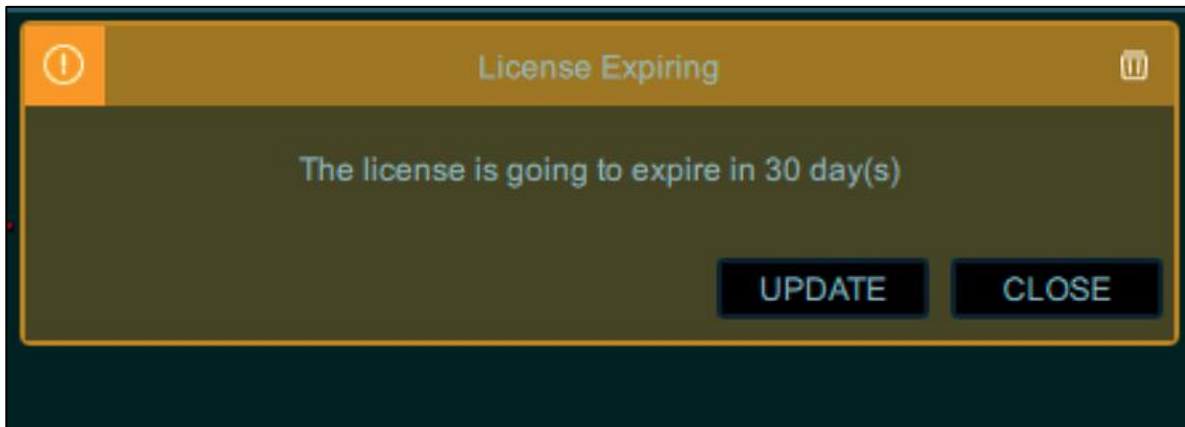 License Expiring
The license is going to expire in 30 day(s)
UPDATE CLOSE